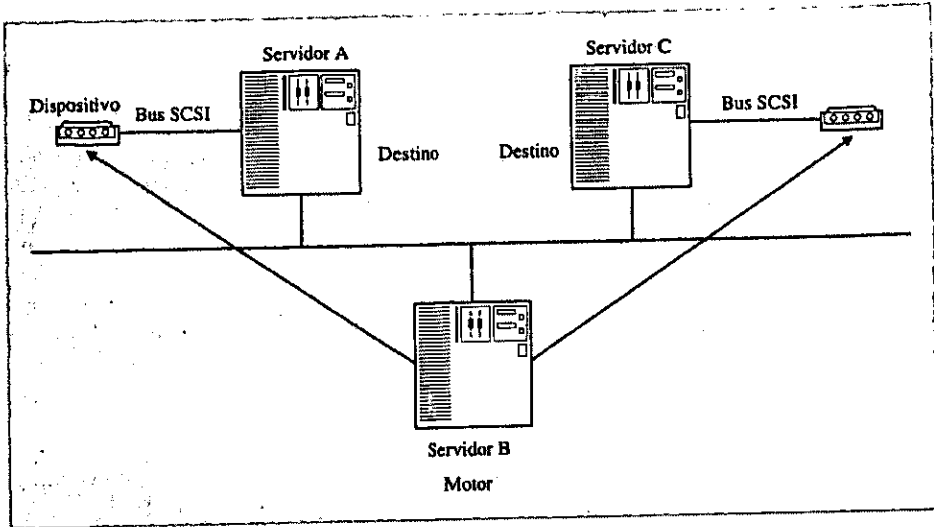 Servidor A
Servidor C
Dispositivo
Bus SCSI
Bus SCSI
Destino
Destino
Servidor B
Motor